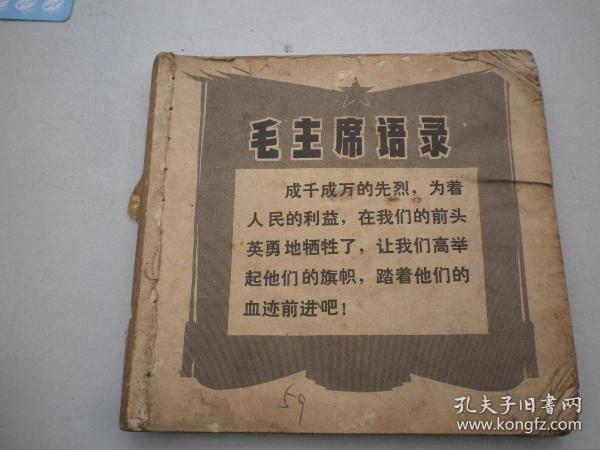 毛主席语录
成千成万的先烈，为着
人民的利益，在我们的前头
英勇地牺牲了，让我们高举
起他们的旗帜，踏着他们的
血迹前进吧！
59
孔夫子旧书网
www.kongfz.com